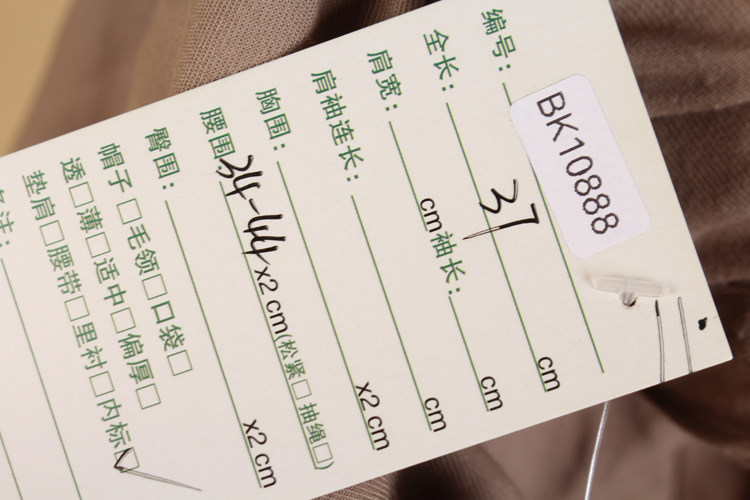 编号: BK10888
全长: 37 cm
肩宽: cm 袖长: cm
肩袖连长: cm
胸围: x2 cm
腰围 34-44 x2 cm(松紧□ 抽绳□)
臀围: x2 cm
帽子□毛领□口袋□
透□薄□适中□偏厚□
垫肩□腰带□里衬□内标☑